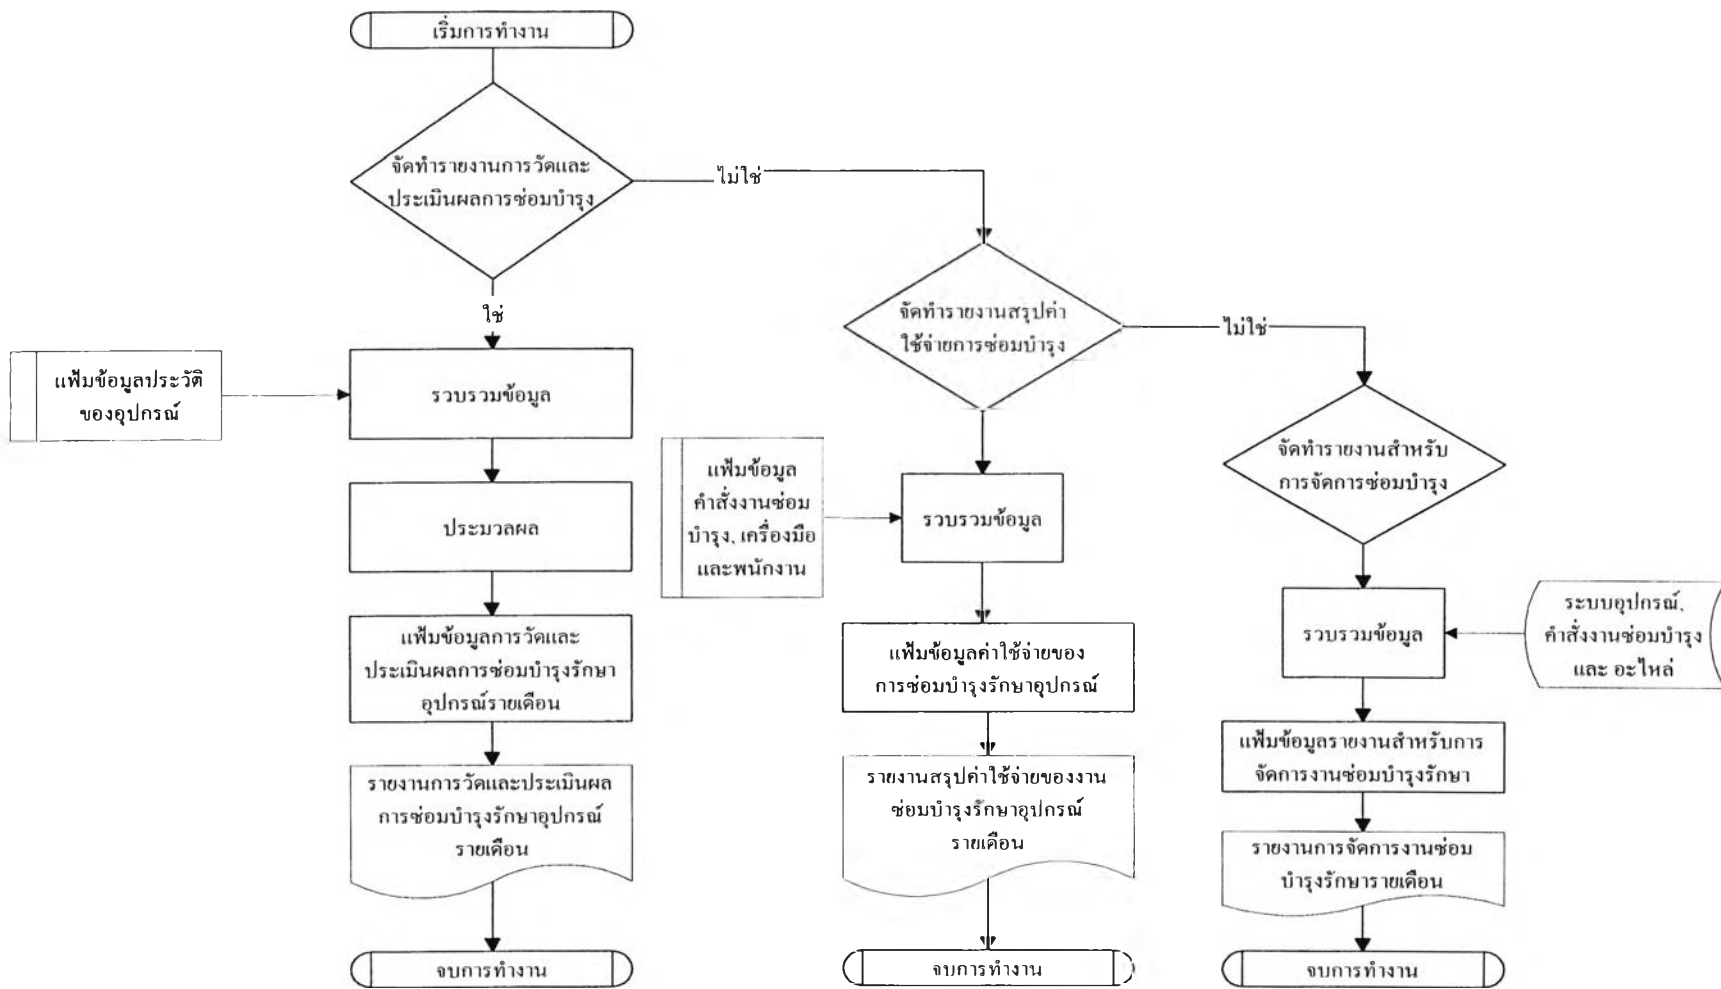 เริ่มการทำงาน
จัดทำรายงานการวัดและ
ประเมินผลการซ่อมบำรุง
ไม่ใช่
ใช่
แฟ้มข้อมูลประวัติ
ของอุปกรณ์
รวบรวมข้อมูล
ประมวลผล
แฟ้มข้อมูลการวัดและ
ประเมินผลการซ่อมบำรุงรักษา
อุปกรณ์รายเดือน
รายงานการวัดและประเมินผล
การซ่อมบำรุงรักษาอุปกรณ์
รายเดือน
จบการทำงาน
จัดทำรายงานสรุปค่า
ใช้จ่ายการซ่อมบำรุง
ไม่ใช่
แฟ้มข้อมูล
คำสั่งงานซ่อม
บำรุง, เครื่องมือ
และพนักงาน
รวบรวมข้อมูล
แฟ้มข้อมูลค่าใช้จ่ายของ
การซ่อมบำรุงรักษาอุปกรณ์
รายงานสรุปค่าใช้จ่ายของงาน
ซ่อมบำรุงรักษาอุปกรณ์
รายเดือน
จบการทำงาน
จัดทำรายงานสำหรับ
การจัดการซ่อมบำรุง
รวบรวมข้อมูล
ระบบอุปกรณ์,
คำสั่งงานซ่อมบำรุง
และ อะไหล่
แฟ้มข้อมูลรายงานสำหรับการ
จัดการงานซ่อมบำรุงรักษา
รายงานการจัดการงานซ่อม
บำรุงรักษารายเดือน
จบการทำงาน